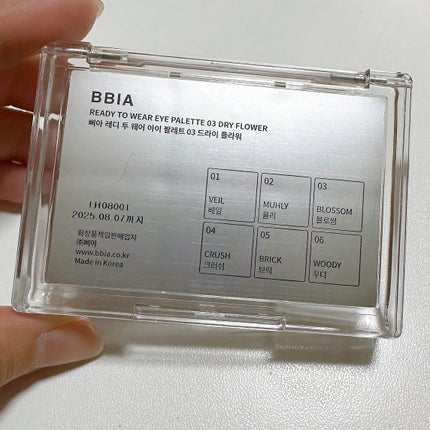 BBIA
READY TO WEAR EYE PALETTE 03 DRY FLOWER
삐아 레디 투 웨어 아이 팔레트 03 드라이 플라워
01
VEIL
베일
02
MUHLY
뮬리
03
BLOSSOM
블로썸
04
CRUSH
크러쉬
05
BRICK
브릭
06
WOODY
우디
LH08001
2025.08.07까지
화장품책임판매업자
㈜삐아
www.bbia.co.kr
Made in Korea